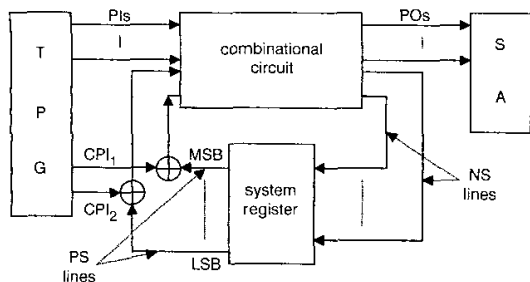 PIs
POs
T
P
G
combinational
circuit
S
A
CPI1
MSB
CPI2
system
register
NS
lines
PS
lines
LSB